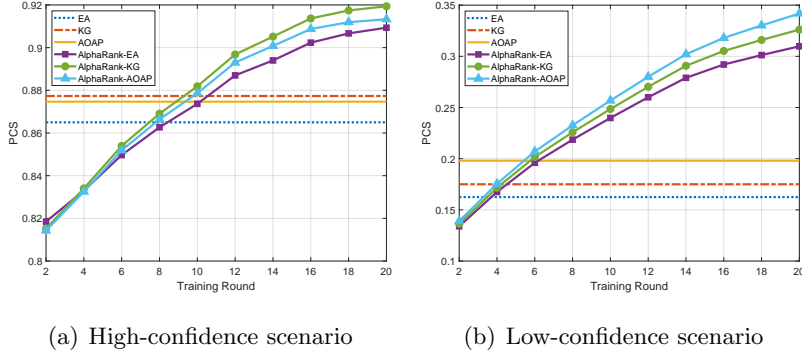 EA
KG
AOAP
AlphaRank-EA
AlphaRank-KG
AlphaRank-AOAP
PCS
0.92
0.9
0.88
0.86
0.84
0.82
0.8
2 4 6 8 10 12 14 16 18 20
Training Round
(a) High-confidence scenario
EA
KG
AOAP
AlphaRank-EA
AlphaRank-KG
AlphaRank-AOAP
PCS
0.35
0.3
0.25
0.2
0.15
0.1
2 4 6 8 10 12 14 16 18 20
Training Round
(b) Low-confidence scenario